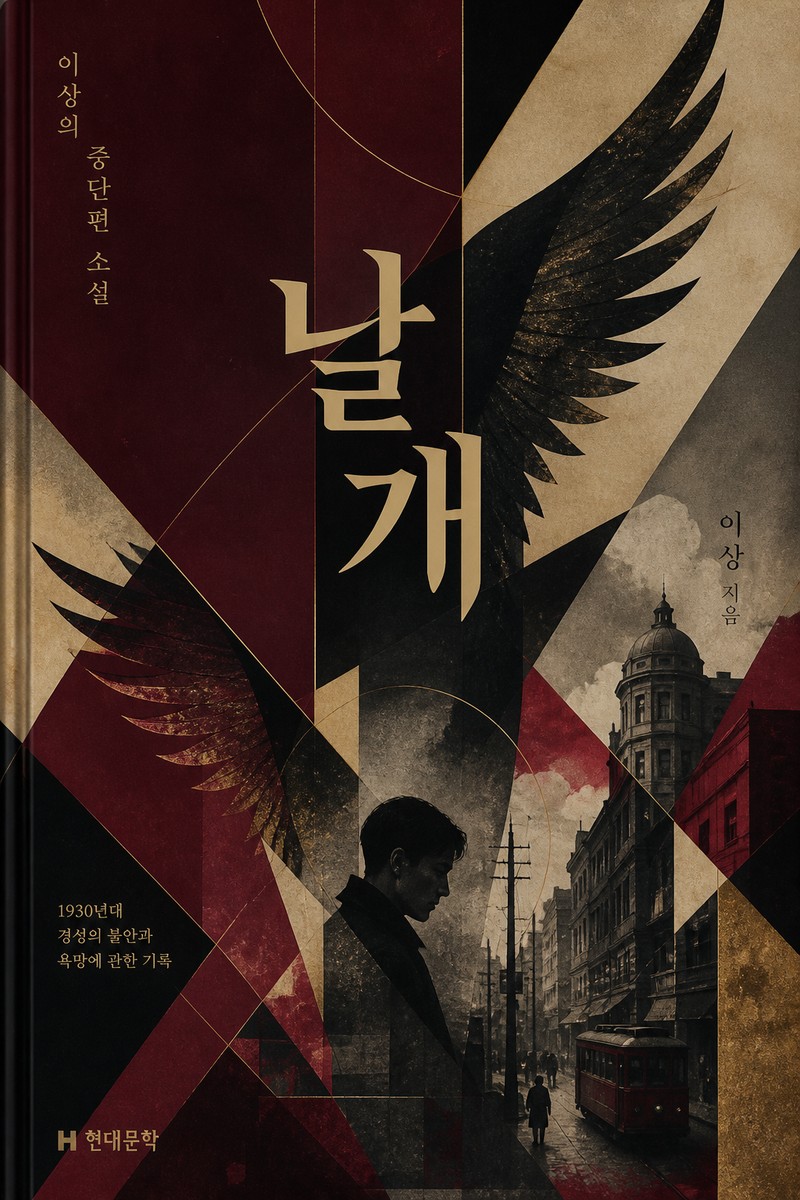 이상의
중단편 소설
날개
이상 지음
1930년대
경성의 불안과
욕망에 관한 기록
H 현대문학